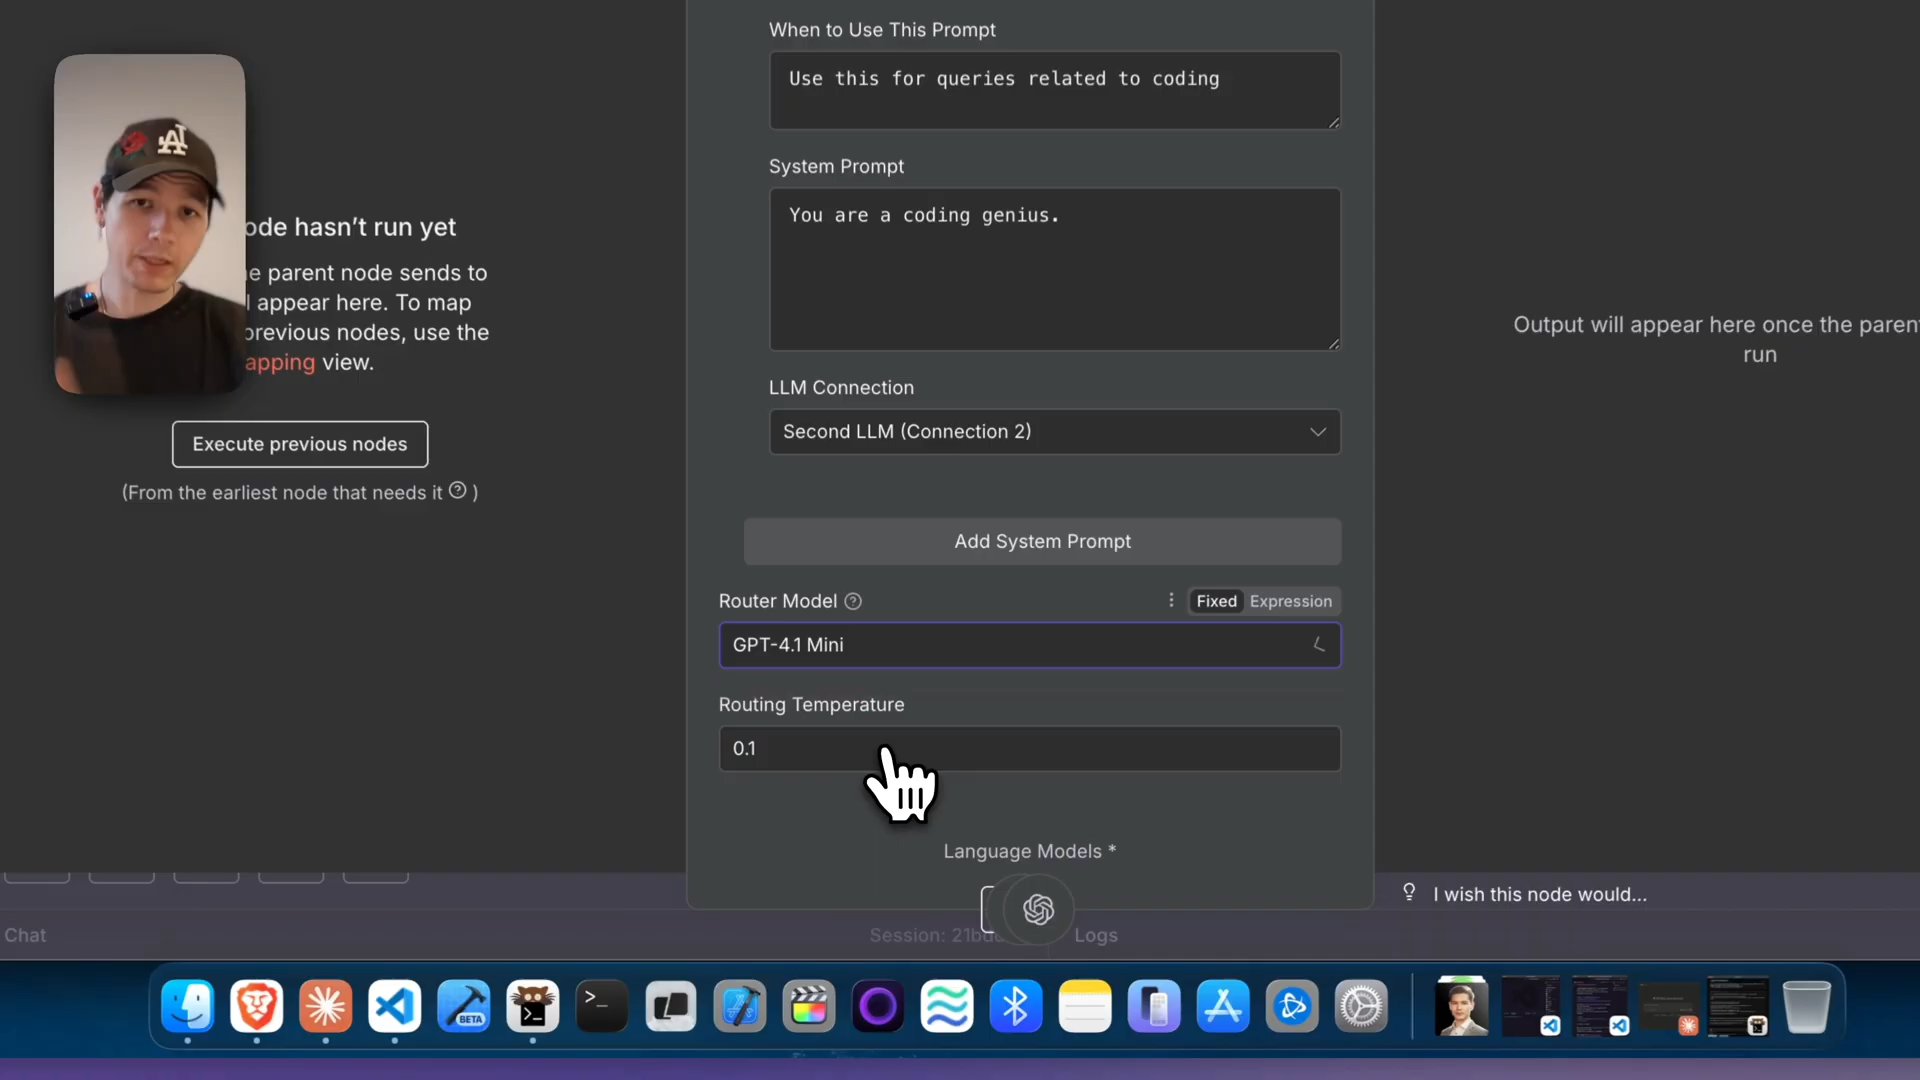 When to Use This Prompt
Use this for queries related to coding
System Prompt
You are a coding genius.
LLM Connection
Second LLM (Connection 2)
Add System Prompt
Router Model
Fixed Expression
GPT-4.1 Mini
Routing Temperature
0.1
Language Models *
ode hasn't run yet
parent node sends to
appear here. To map
previous nodes, use the
apping view.
Execute previous nodes
(From the earliest node that needs it ? )
Output will appear here once the parent
run
I wish this node would...
Chat
Session: 21bd
Logs
BETA